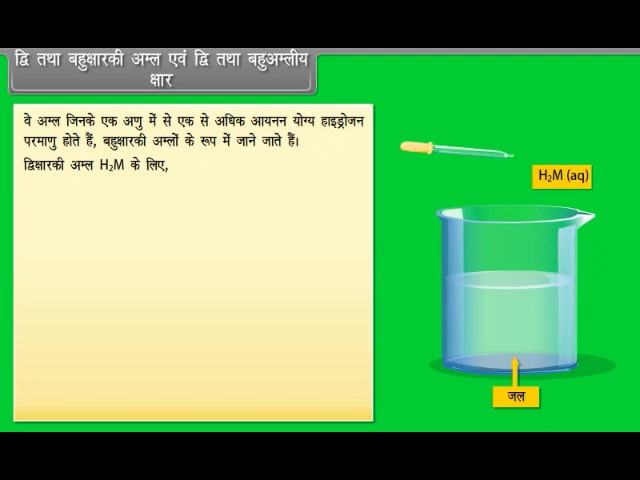 द्वि तथा बहुक्षारकी अम्ल एवं द्वि तथा बहुअम्लीय
क्षार
वे अम्ल जिनके एक अणु में से एक से अधिक आयनन योग्य हाइड्रोजन
परमाणु होते हैं, बहुक्षारकी अम्लों के रूप में जाने जाते हैं।
द्विक्षारकी अम्ल H₂M के लिए,
H₂M (aq)
जल